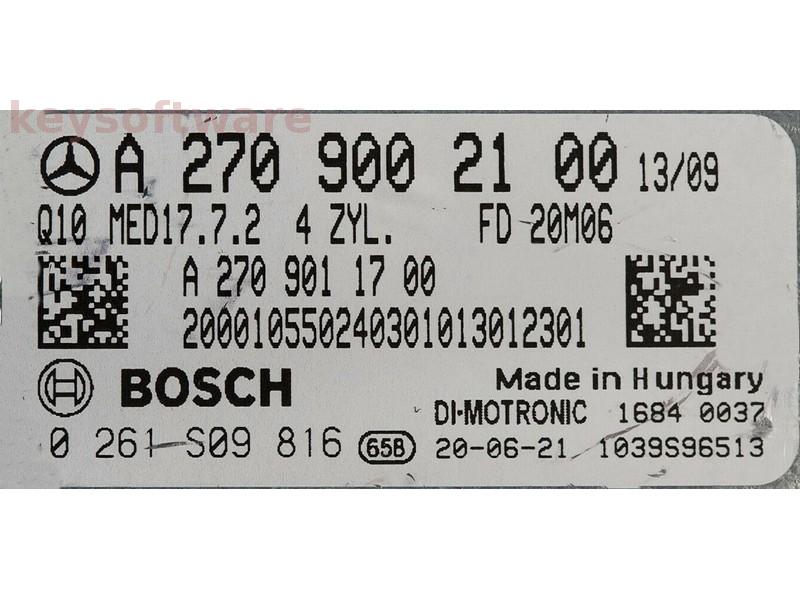 keysoftware
A 270 900 21 00 13/09
Q10 MED17.7.2 4 ZYL. FD 20M06
A 270 901 17 00
200010550240301013012301
BOSCH Made in Hungary
DI-MOTRONIC 1684 0037
0 261 S09 816 65B 20-06-21 1039S96513